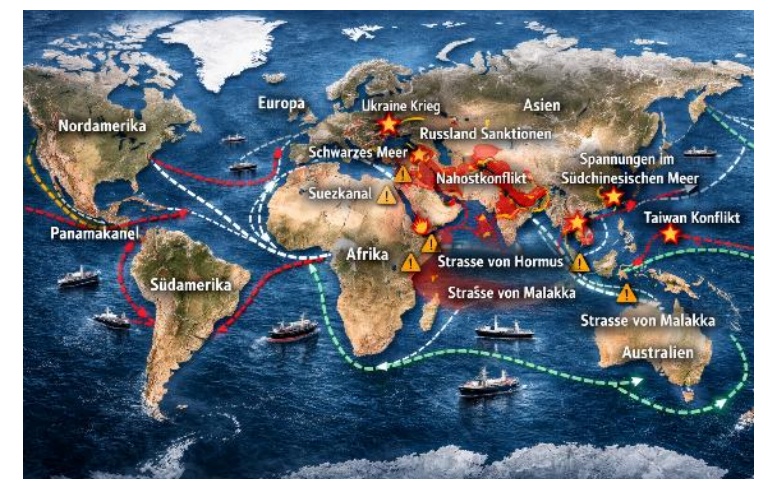 Europa
Ukraine Krieg
Asien
Nordamerika
Russland Sanktionen
Schwarzes Meer
Spannungen im
Südchinesischen Meer
Nahostkonflikt
Suezkanal
Taiwan Konflikt
Panamakanel
Afrika
Strasse von Hormus
Südamerika
Strasse von Malakka
Strasse von Malakka
Australien